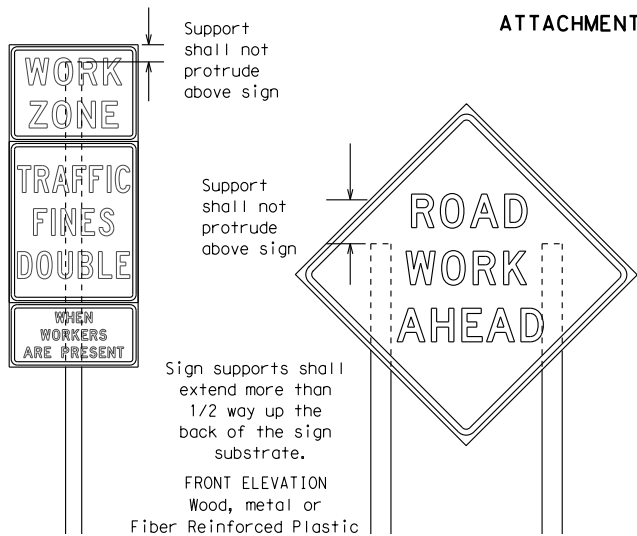 ATTACHMENT
Support
shall not
protrude
above sign
WORK
ZONE
TRAFFIC
FINES
DOUBLE
WHEN
WORKERS
ARE PRESENT
Support
shall not
protrude
above sign
ROAD
WORK
AHEAD
Sign supports shall
extend more than
1/2 way up the
back of the sign
substrate.
FRONT ELEVATION
Wood, metal or
Fiber Reinforced Plastic